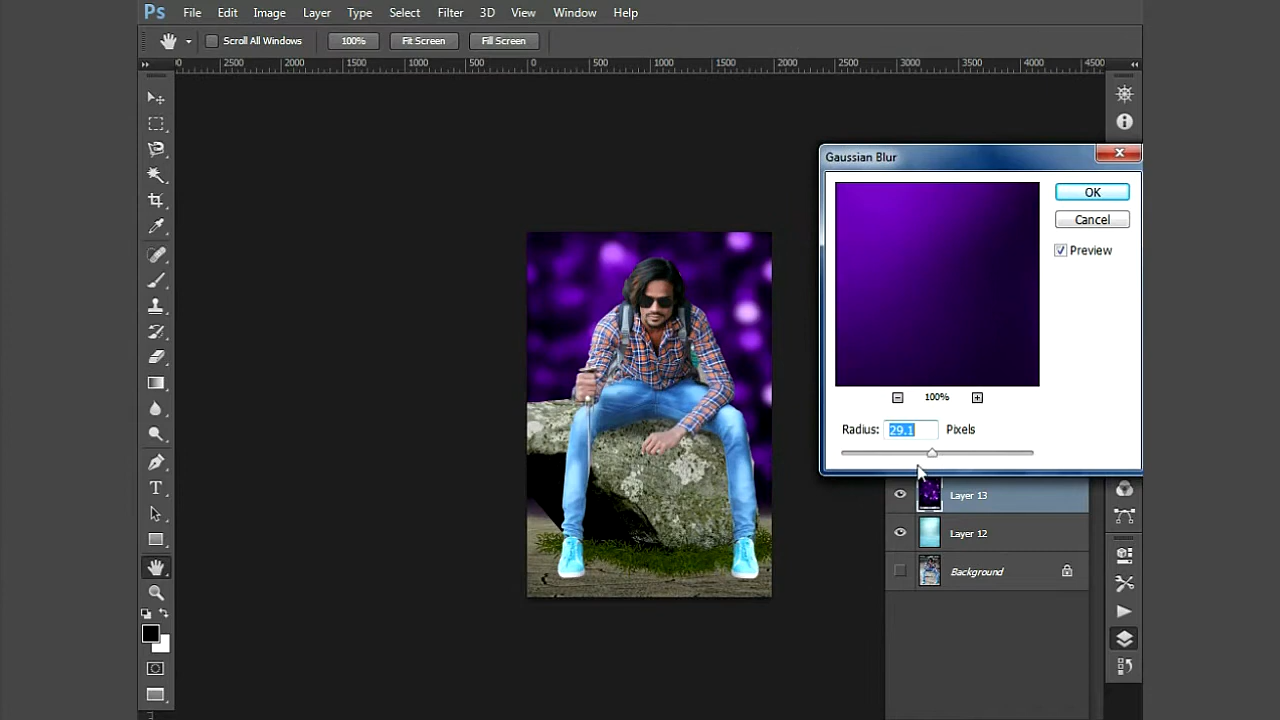 Ps File Edit Image Layer Type Select Filter 3D View Window Help
Scroll All Windows 100% Fit Screen Fill Screen
0 2500 2000 1500 1000 500 0 500 1000 1500 2000 2500 3000 3500 4000 4500
Gaussian Blur
OK
Cancel
Preview
100%
Radius: 29.1 Pixels
Layer 13
Layer 12
Background
T